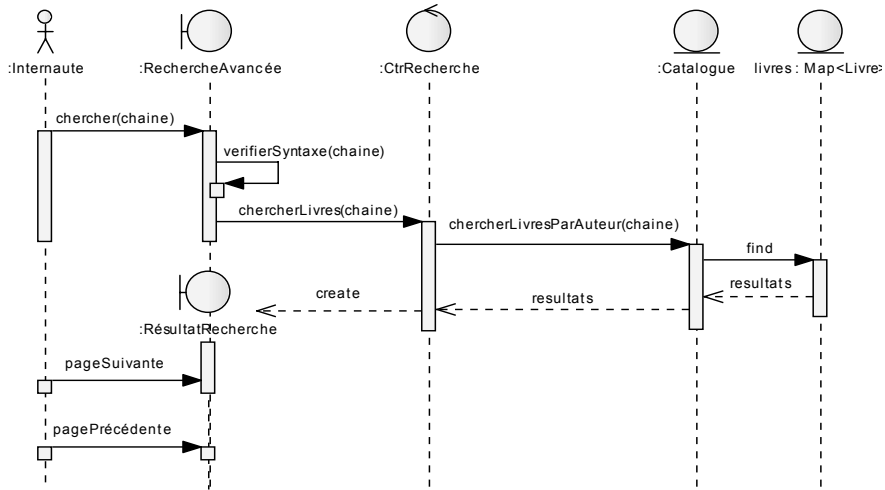 :Internaute
:RechercheAvancée
:CtrRecherche
:Catalogue
livres : Map<Livre>
chercher(chaine)
verifierSyntaxe(chaine)
chercherLivres(chaine)
chercherLivresParAuteur(chaine)
find
resultats
create
resultats
:RésultatRecherche
pageSuivante
pagePrécédente